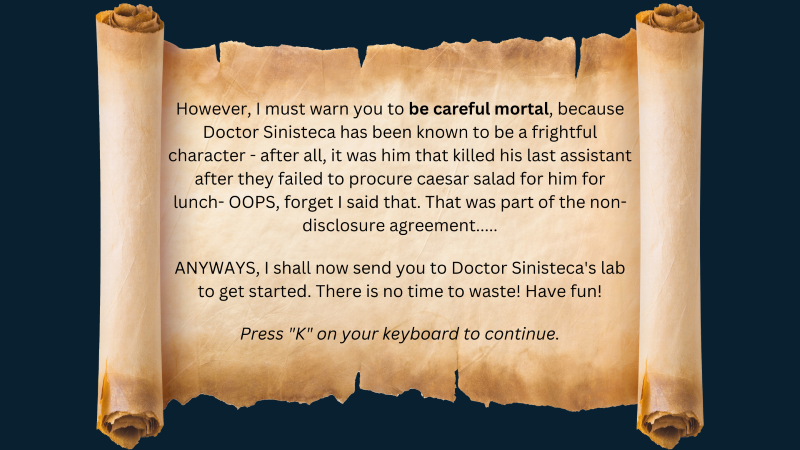 However, I must warn you to be careful mortal, because
Doctor Sinisteca has been known to be a frightful
character - after all, it was him that killed his last assistant
after they failed to procure caesar salad for him for
lunch- OOPS, forget I said that. That was part of the non-
disclosure agreement.....
ANYWAYS, I shall now send you to Doctor Sinisteca's lab
to get started. There is no time to waste! Have fun!
Press "K" on your keyboard to continue.